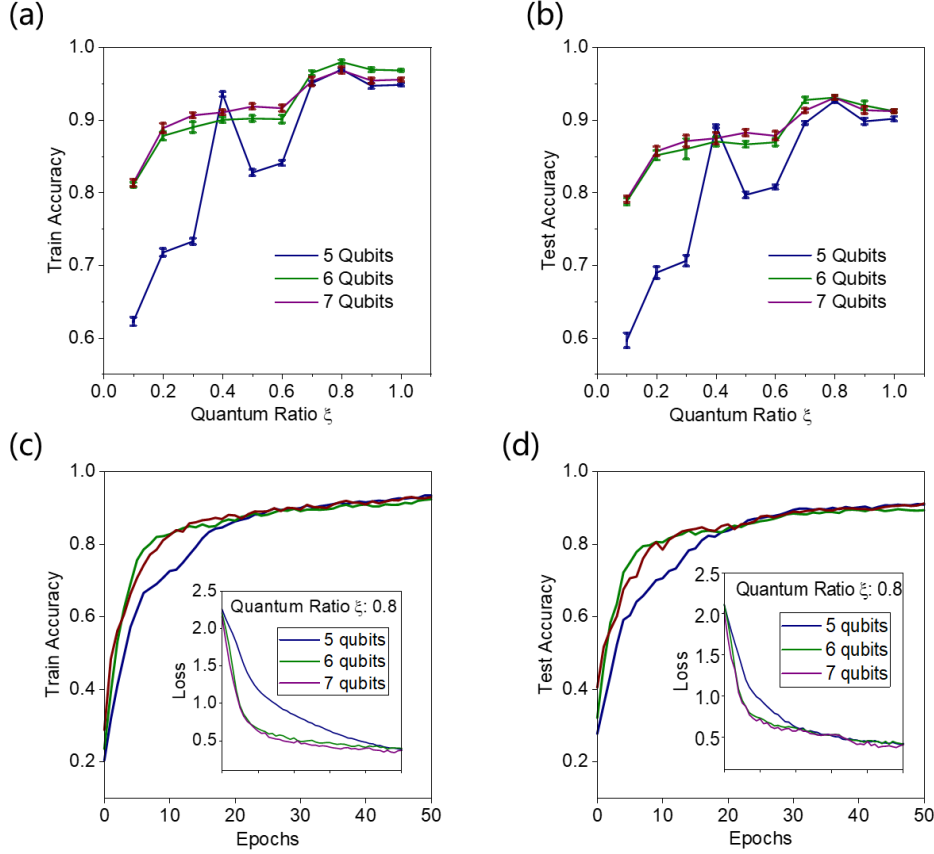 (a)
1.0
0.9
0.8
0.7
0.6
Train Accuracy
5 Qubits
6 Qubits
7 Qubits
0.0 0.2 0.4 0.6 0.8 1.0
Quantum Ratio ξ
(b)
1.0
0.9
0.8
0.7
0.6
Test Accuracy
5 Qubits
6 Qubits
7 Qubits
0.0 0.2 0.4 0.6 0.8 1.0
Quantum Ratio ξ
(c)
1.0
0.8
0.6
0.4
0.2
Train Accuracy
2.5
2.0
1.5
1.0
0.5
Loss
Quantum Ratio ξ: 0.8
5 qubits
6 qubits
7 qubits
0 10 20 30 40 50
Epochs
(d)
1.0
0.8
0.6
0.4
0.2
Test Accuracy
2.5
2.0
1.5
1.0
0.5
Loss
Quantum Ratio ξ: 0.8
5 qubits
6 qubits
7 qubits
0 10 20 30 40 50
Epochs